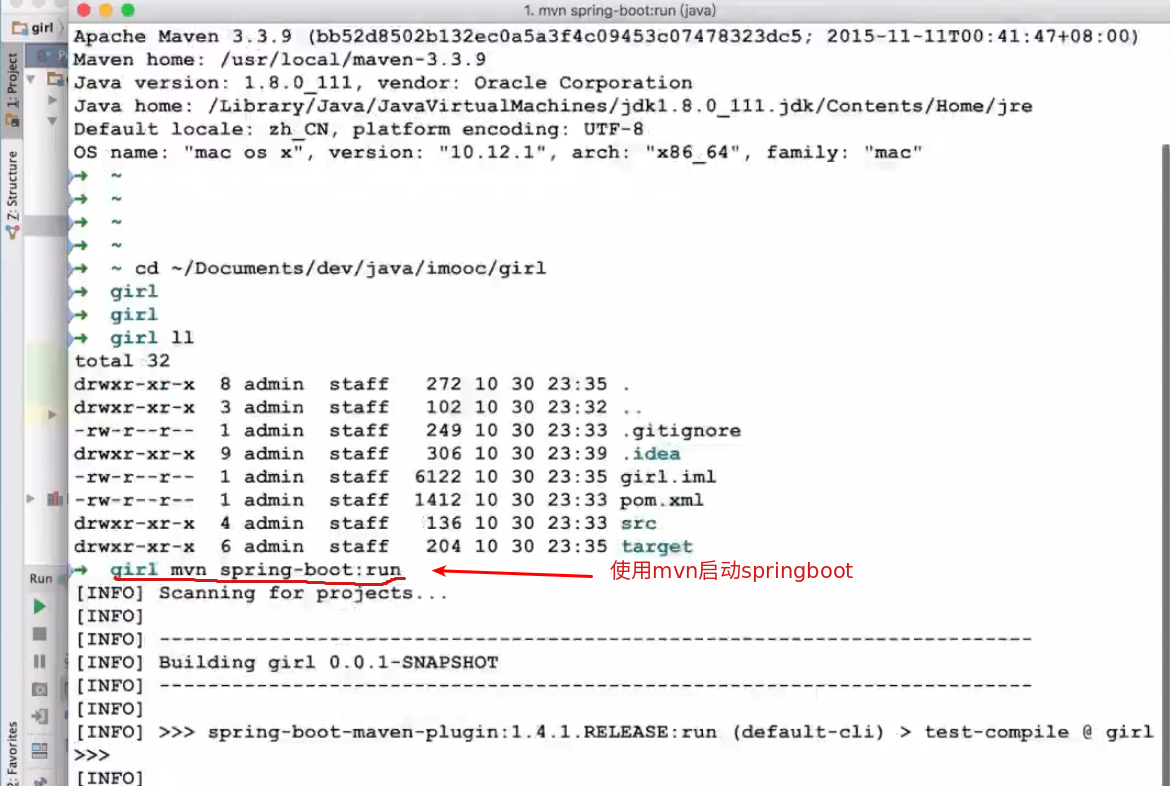 1. mvn spring-boot:run (java)
girl
1: Project
Z: Structure
Apache Maven 3.3.9 (bb52d8502b132ec0a5a3f4c09453c07478323dc5; 2015-11-11T00:41:47+08:00)
Maven home: /usr/local/maven-3.3.9
Java version: 1.8.0_111, vendor: Oracle Corporation
Java home: /Library/Java/JavaVirtualMachines/jdk1.8.0_111.jdk/Contents/Home/jre
Default locale: zh_CN, platform encoding: UTF-8
OS name: "mac os x", version: "10.12.1", arch: "x86_64", family: "mac"
➜ ~
➜ ~
➜ ~
➜ ~
➜ ~ cd ~/Documents/dev/java/imooc/girl
➜ girl
➜ girl
➜ girl ll
total 32
drwxr-xr-x 8 admin staff 272 10 30 23:35 .
drwxr-xr-x 3 admin staff 102 10 30 23:32 ..
-rw-r--r-- 1 admin staff 249 10 30 23:33 .gitignore
drwxr-xr-x 9 admin staff 306 10 30 23:39 .idea
-rw-r--r-- 1 admin staff 6122 10 30 23:35 girl.iml
-rw-r--r-- 1 admin staff 1412 10 30 23:33 pom.xml
drwxr-xr-x 4 admin staff 136 10 30 23:33 src
drwxr-xr-x 6 admin staff 204 10 30 23:35 target
➜ girl mvn spring-boot:run
使用mvn启动springboot
Run
[INFO] Scanning for projects...
[INFO]
[INFO] ------------------------------------------------------------------------
[INFO] Building girl 0.0.1-SNAPSHOT
[INFO] ------------------------------------------------------------------------
[INFO]
[INFO] >>> spring-boot-maven-plugin:1.4.1.RELEASE:run (default-cli) > test-compile @ girl
>>>
[INFO]
2: Favorites